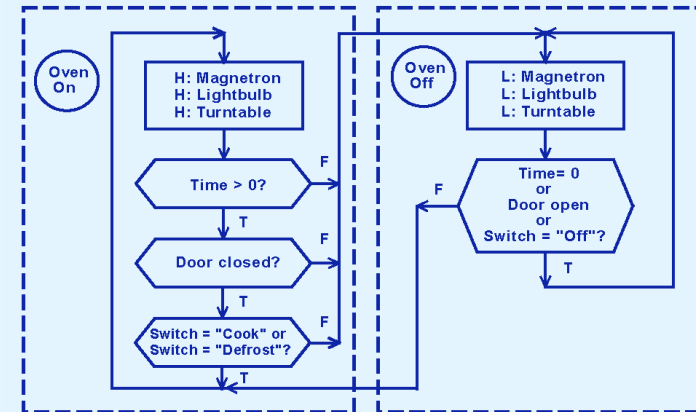 Oven
On
H: Magnetron
H: Lightbulb
H: Turntable
Time > 0?
F
T
Door closed?
F
T
Switch = "Cook" or
Switch = "Defrost"?
F
T
Oven
Off
L: Magnetron
L: Lightbulb
L: Turntable
Time= 0
or
Door open
or
Switch = "Off"?
F
T